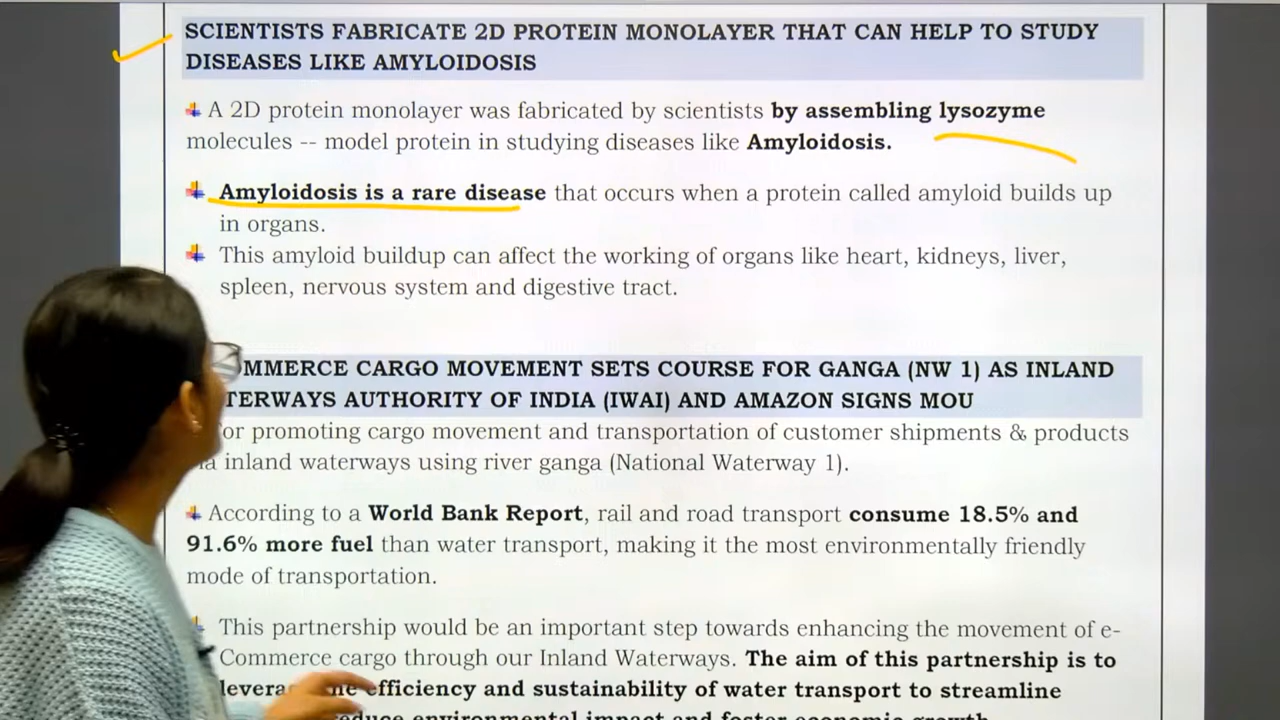 SCIENTISTS FABRICATE 2D PROTEIN MONOLAYER THAT CAN HELP TO STUDY
DISEASES LIKE AMYLOIDOSIS
A 2D protein monolayer was fabricated by scientists by assembling lysozyme
molecules -- model protein in studying diseases like Amyloidosis.
Amyloidosis is a rare disease that occurs when a protein called amyloid builds up
in organs.
This amyloid buildup can affect the working of organs like heart, kidneys, liver,
spleen, nervous system and digestive tract.
MMERCE CARGO MOVEMENT SETS COURSE FOR GANGA (NW 1) AS INLAND
TERWAYS AUTHORITY OF INDIA (IWAI) AND AMAZON SIGNS MOU
or promoting cargo movement and transportation of customer shipments & products
inland waterways using river ganga (National Waterway 1).
According to a World Bank Report, rail and road transport consume 18.5% and
91.6% more fuel than water transport, making it the most environmentally friendly
mode of transportation.
This partnership would be an important step towards enhancing the movement of e-
Commerce cargo through our Inland Waterways. The aim of this partnership is to
efficiency and sustainability of water transport to streamline
environmental impact and foster economic growth